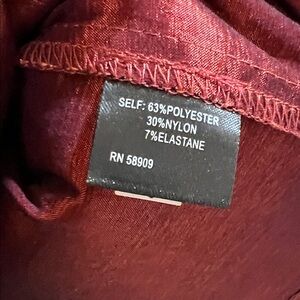 SELF: 63%POLYESTER
30%NYLON
7%ELASTANE
RN 58909